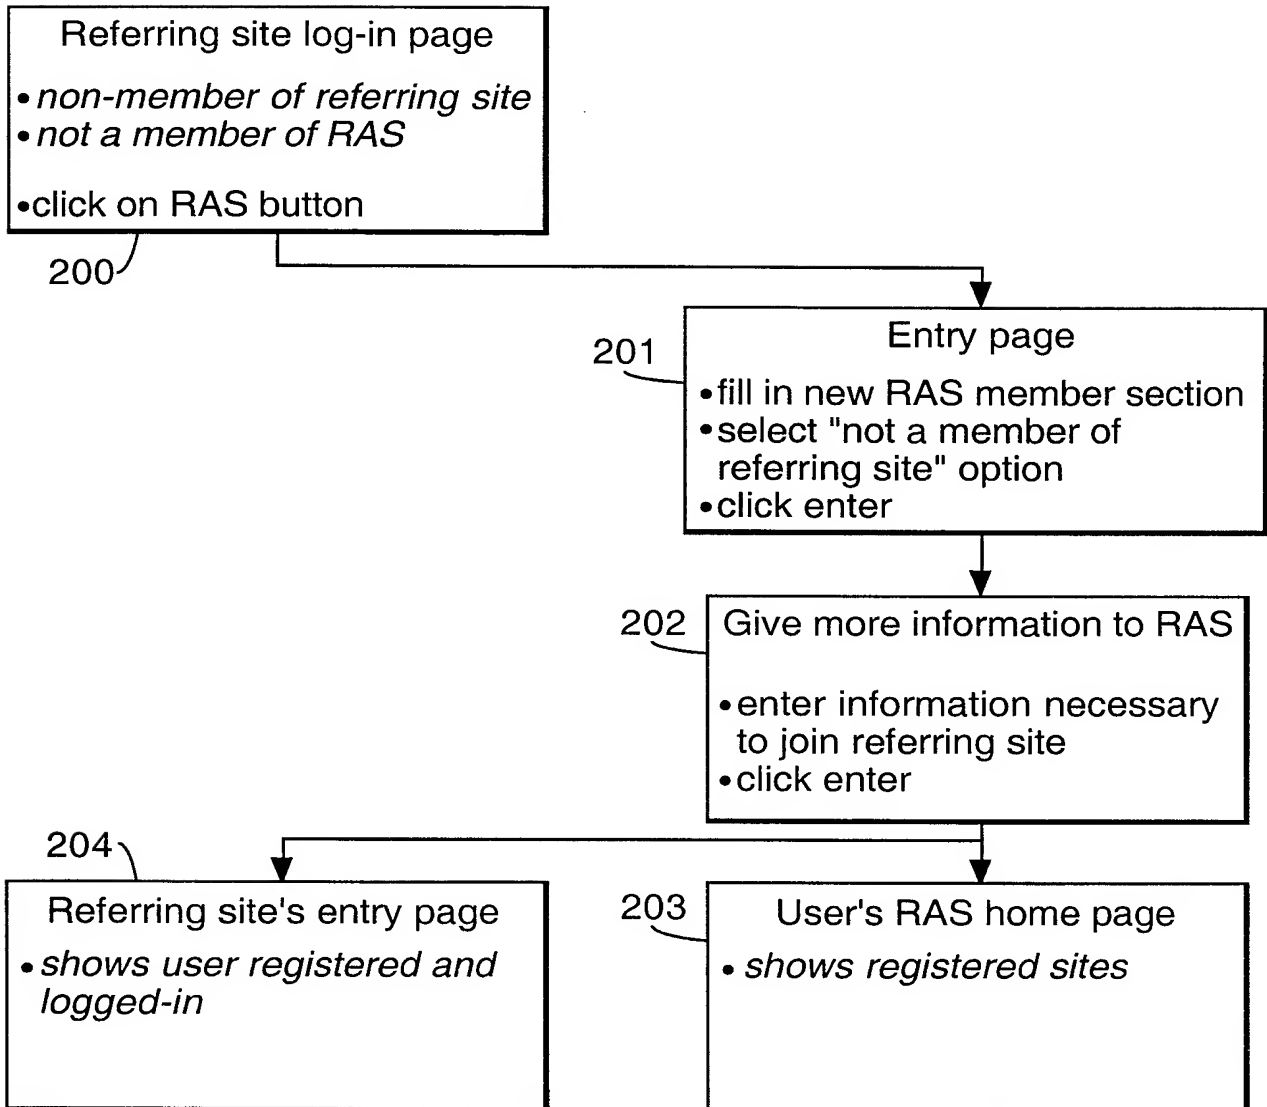 Referring site log-in page
•non-member of referring site
•not a member of RAS
•click on RAS button
200
201
Entry page
•fill in new RAS member section
•select "not a member of
referring site" option
•click enter
202
Give more information to RAS
•enter information necessary
to join referring site
•click enter
204
Referring site's entry page
•shows user registered and
logged-in
203
User's RAS home page
•shows registered sites